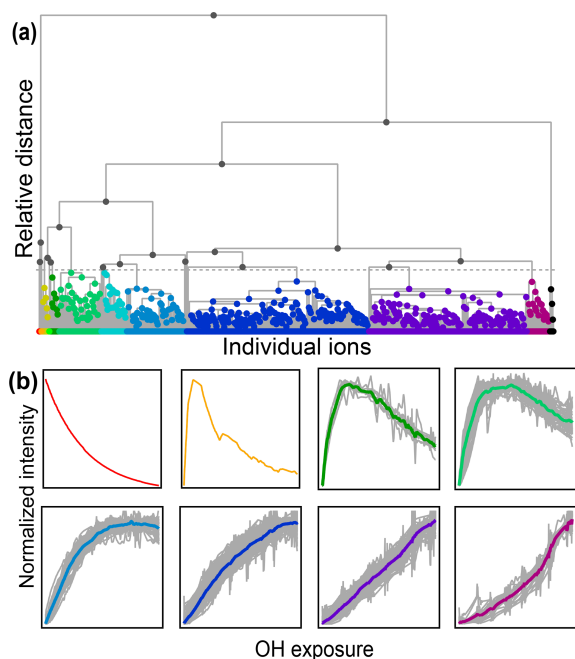 (a)
Relative distance
Individual ions
(b)
Normalized intensity
OH exposure